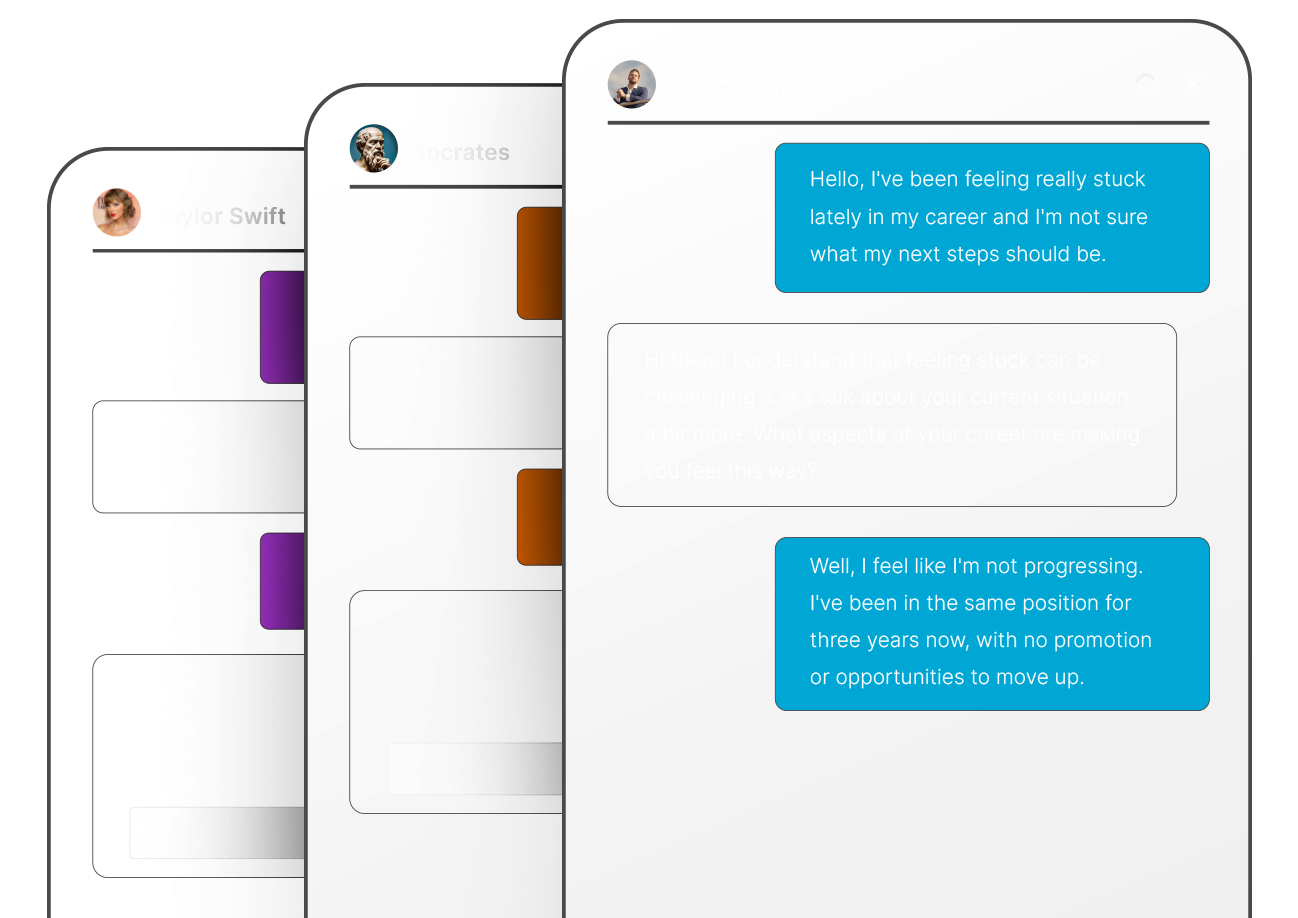 Taylor Swift
Socrates
Life Coach
Hello, I've been feeling really stuck
lately in my career and I'm not sure
what my next steps should be.
Hi there! I understand that feeling stuck can be
challenging. Let's talk about your current situation
a bit more. What aspects of your career are making
you feel this way?
Well, I feel like I'm not progressing.
I've been in the same position for
three years now, with no promotion
or opportunities to move up.